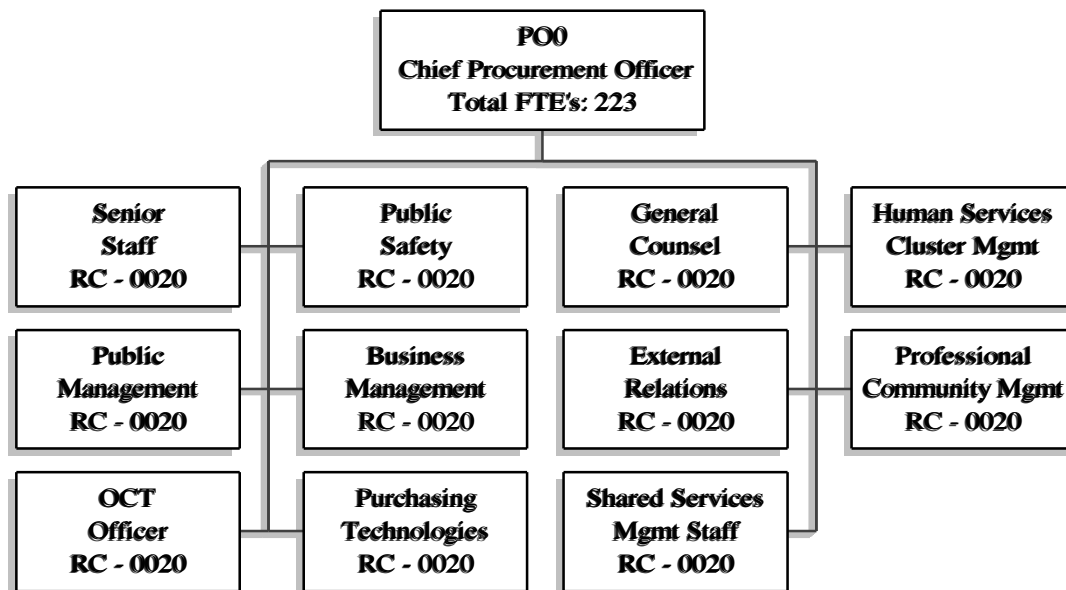 PO0
Chief Procurement Officer
Total FTE's: 223
Senior
Staff
RC - 0020
Public
Safety
RC - 0020
General
Counsel
RC - 0020
Human Services
Cluster Mgmt
RC - 0020
Public
Management
RC - 0020
Business
Management
RC - 0020
External
Relations
RC - 0020
Professional
Community Mgmt
RC - 0020
OCT
Officer
RC - 0020
Purchasing
Technologies
RC - 0020
Shared Services
Mgmt Staff
RC - 0020